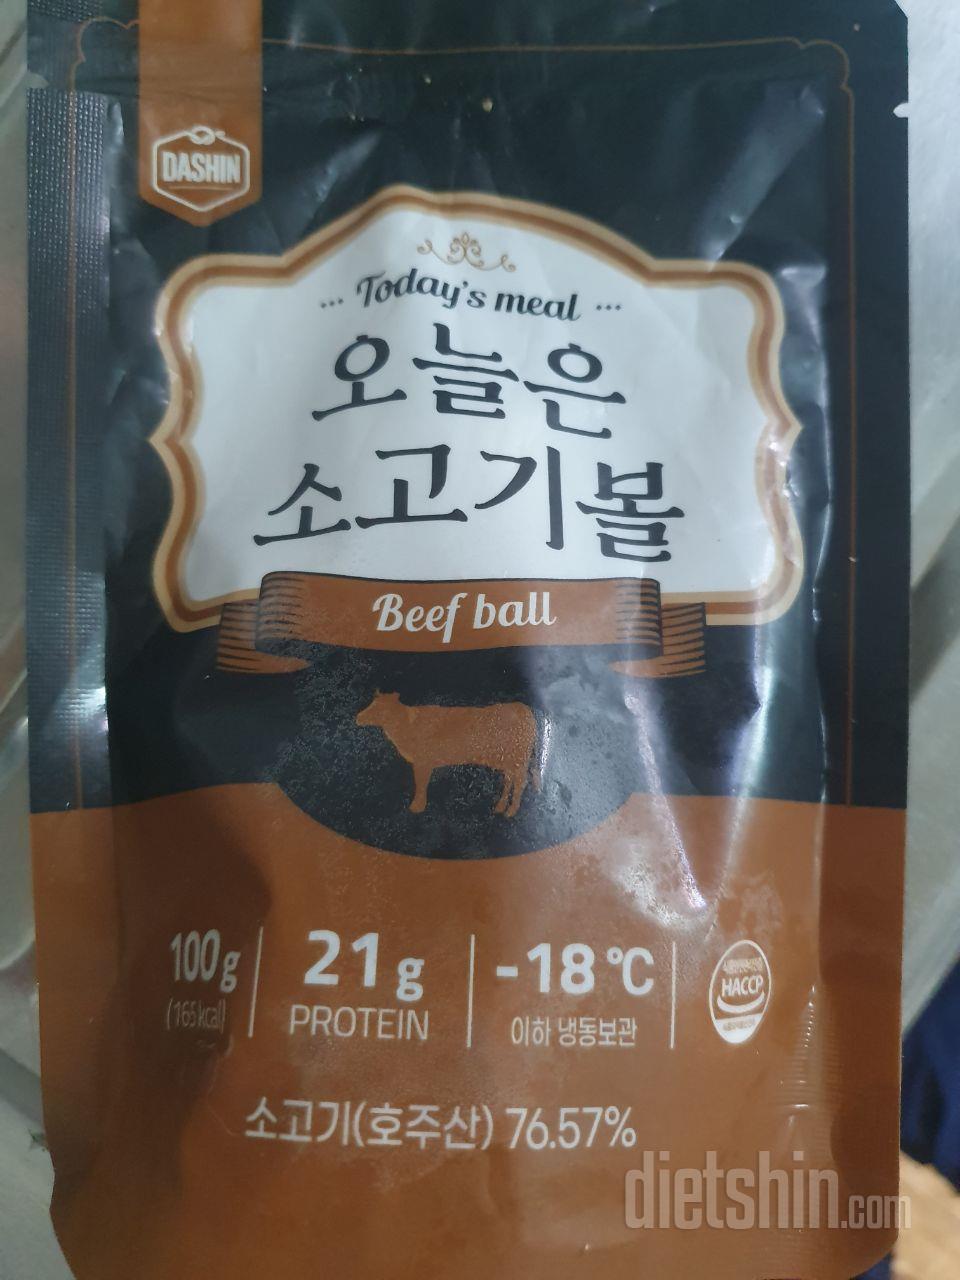 DASHIN
... Today's meal ...
오늘은
소고기볼
Beef ball
100g
(165kcal)
21g
PROTEIN
-18℃
이하 냉동보관
HACCP
소고기(호주산) 76.57%
dietshin.com